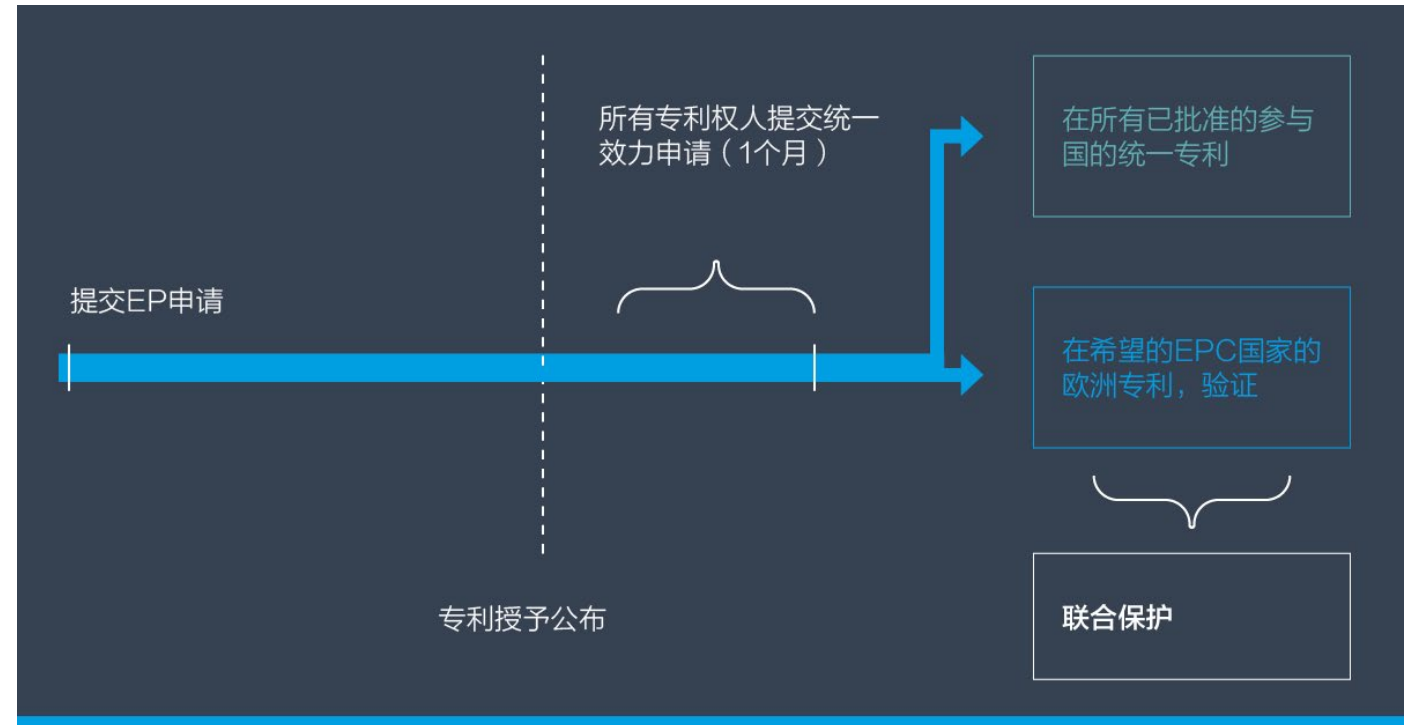 所有专利权人提交统一
效力申请（1个月）
在所有已批准的参与
国的统一专利
提交EP申请
在希望的EPC国家的
欧洲专利，验证
专利授予公布
联合保护